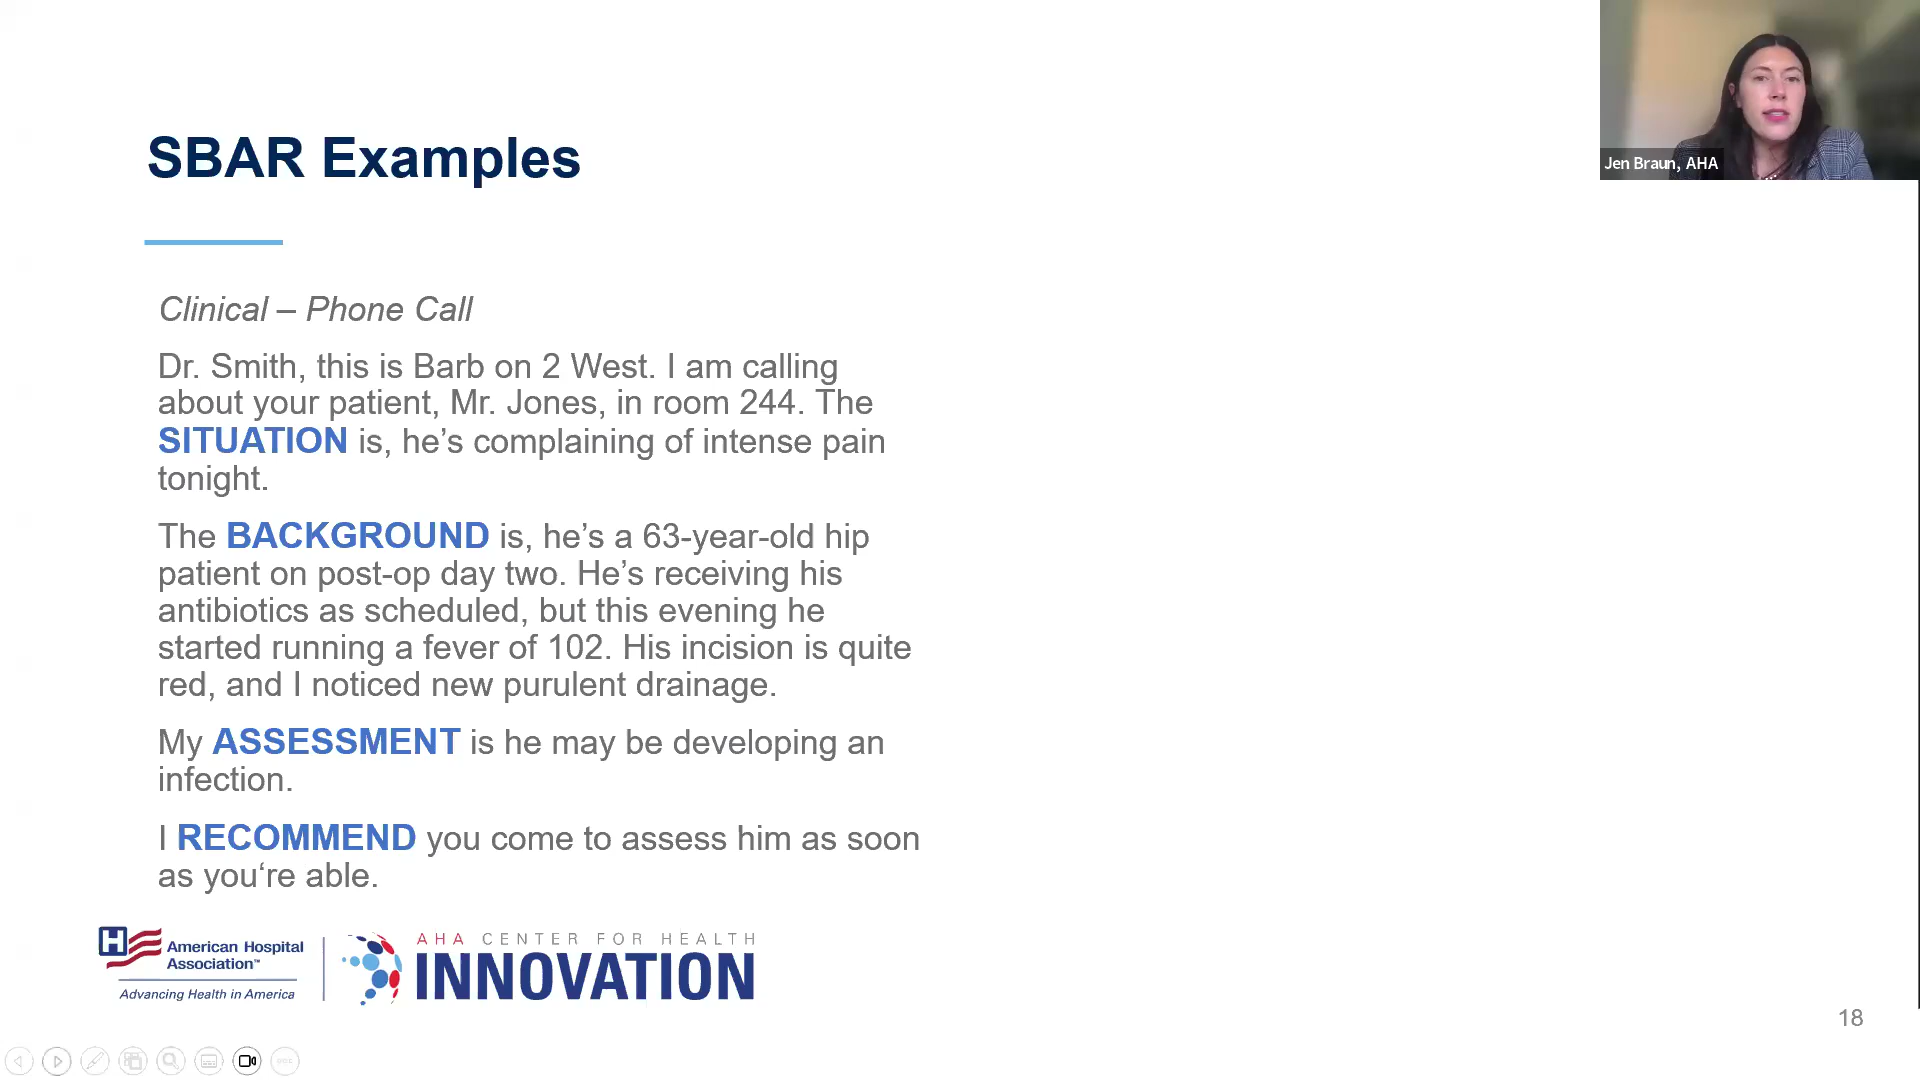 Jen Braun, AHA
SBAR Examples
Clinical – Phone Call
Dr. Smith, this is Barb on 2 West. I am calling
about your patient, Mr. Jones, in room 244. The
SITUATION is, he’s complaining of intense pain
tonight.
The BACKGROUND is, he’s a 63-year-old hip
patient on post-op day two. He’s receiving his
antibiotics as scheduled, but this evening he
started running a fever of 102. His incision is quite
red, and I noticed new purulent drainage.
My ASSESSMENT is he may be developing an
infection.
I RECOMMEND you come to assess him as soon
as you‘re able.
H American Hospital
Association™
Advancing Health in America
AHA CENTER FOR HEALTH
INNOVATION
18